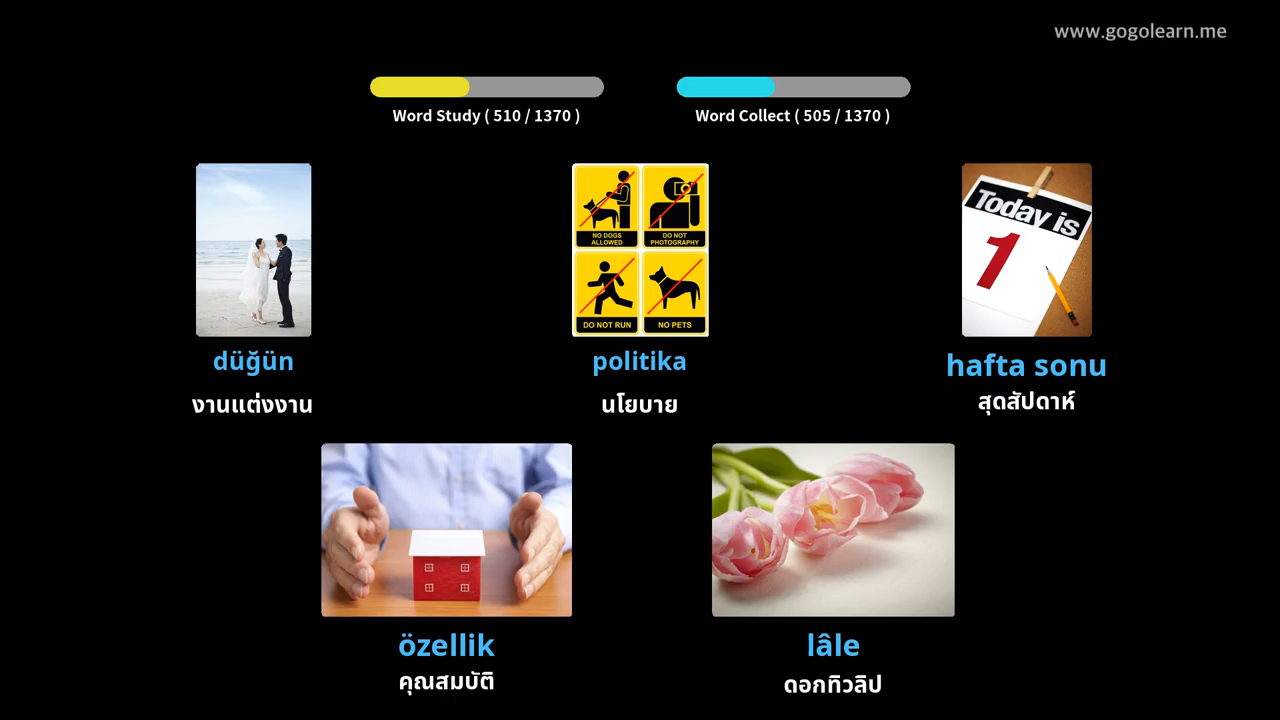 www.gogolearn.me
Word Study ( 510 / 1370 )
Word Collect ( 505 / 1370 )
NO DOGS
ALLOWED
DO NOT
PHOTOGRAPHY
DO NOT RUN
NO PETS
Today is
1
düğün
politika
hafta sonu
งานแต่งงาน
นโยบาย
สุดสัปดาห์
özellik
lâle
คุณสมบัติ
ดอกทิวลิป